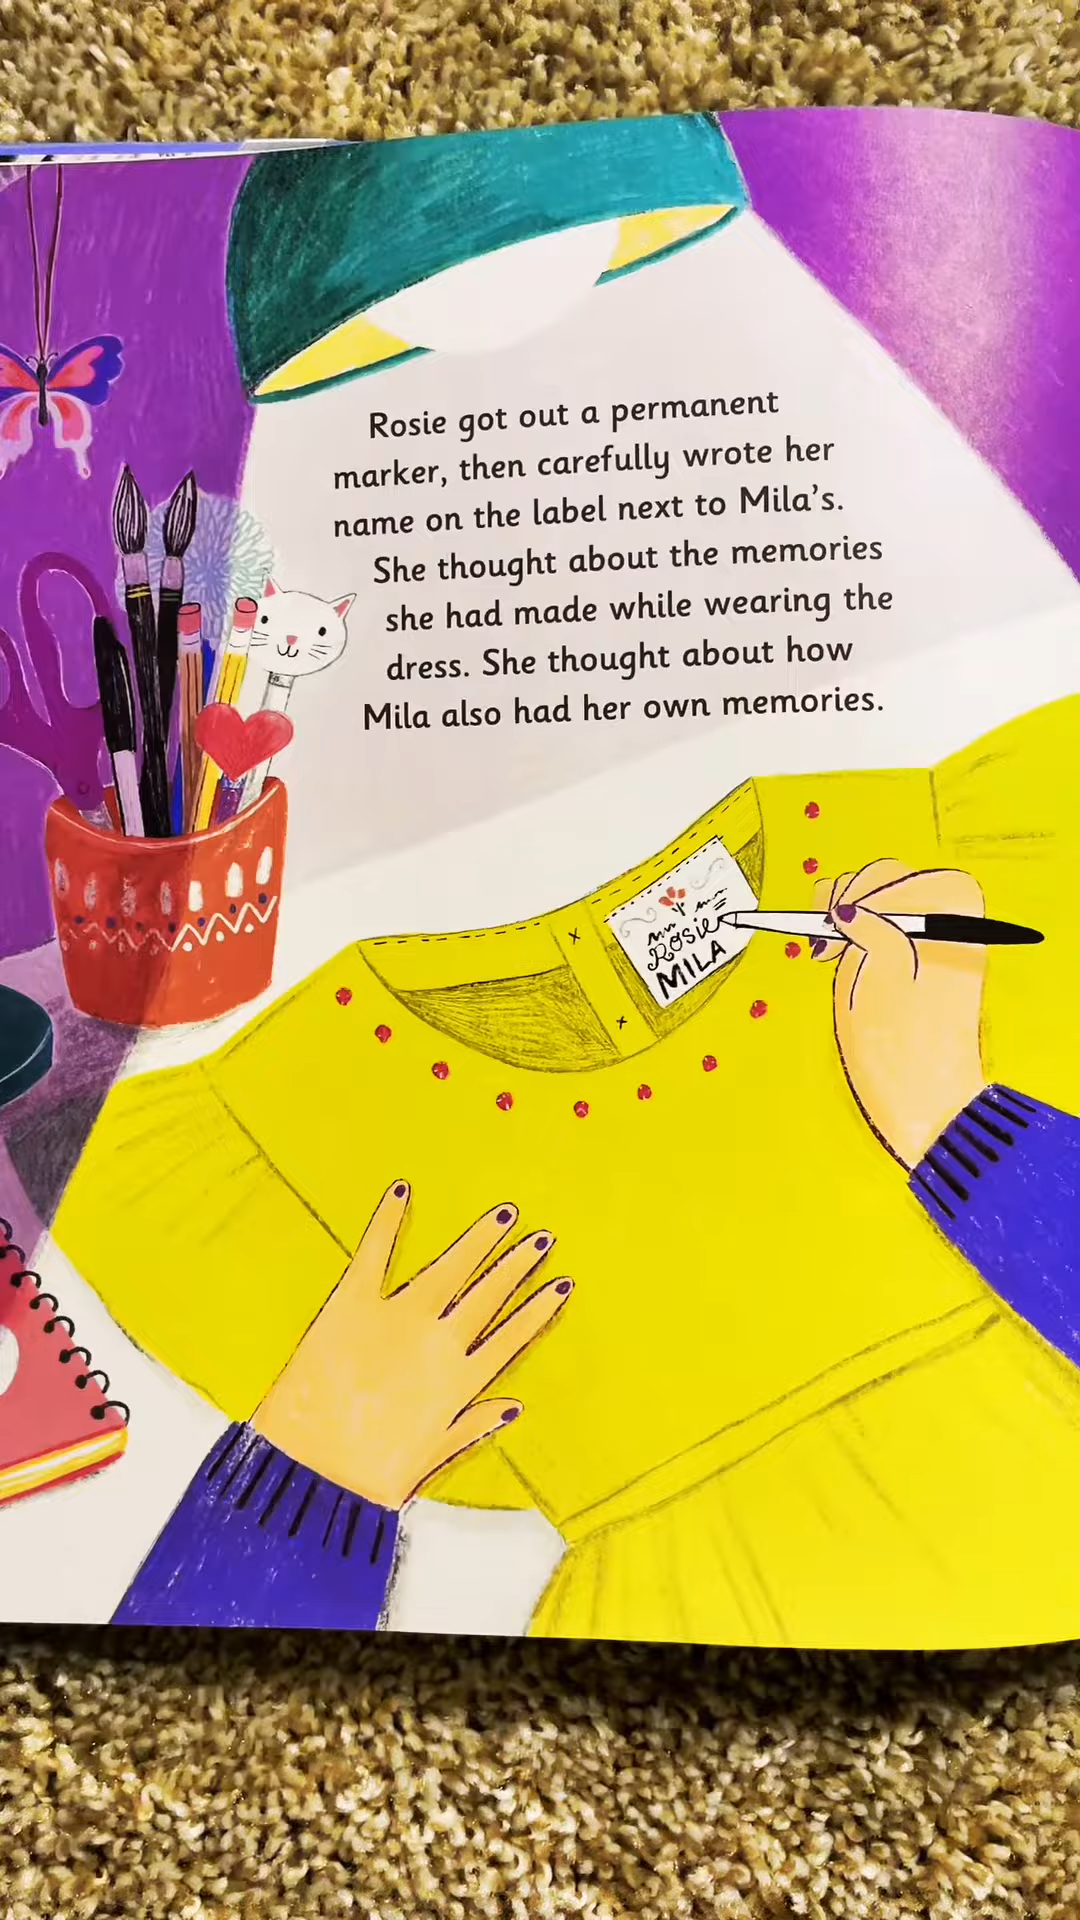 Rosie got out a permanent
marker, then carefully wrote her
name on the label next to Mila's.
She thought about the memories
she had made while wearing the
dress. She thought about how
Mila also had her own memories.
Rosie
MILA